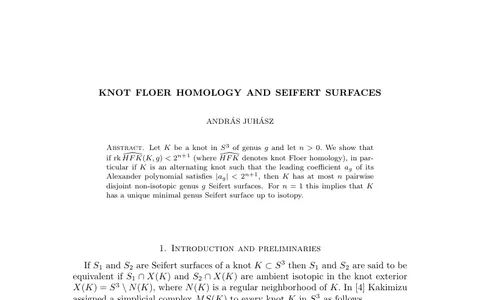 KNOT FLOER HOMOLOGY AND SEIFERT SURFACES
ANDRÁS JUHÁSZ
Abstract. Let K be a knot in S³ of genus g and let n > 0. We show that
if rk ĤFK(K, g) < 2ⁿ⁺¹ (where ĤFK denotes knot Floer homology), in par-
ticular if K is an alternating knot such that the leading coefficient a_g of its
Alexander polynomial satisfies |a_g| < 2ⁿ⁺¹, then K has at most n pairwise
disjoint non-isotopic genus g Seifert surfaces. For n = 1 this implies that K
has a unique minimal genus Seifert surface up to isotopy.
1. Introduction and preliminaries
If S₁ and S₂ are Seifert surfaces of a knot K ⊂ S³ then S₁ and S₂ are said to be
equivalent if S₁ ∩ X(K) and S₂ ∩ X(K) are ambient isotopic in the knot exterior
X(K) = S³ \ N(K), where N(K) is a regular neighborhood of K. In [4] Kakimizu
assigned a simplicial complex MS(K) to every knot K in S³ as follows.